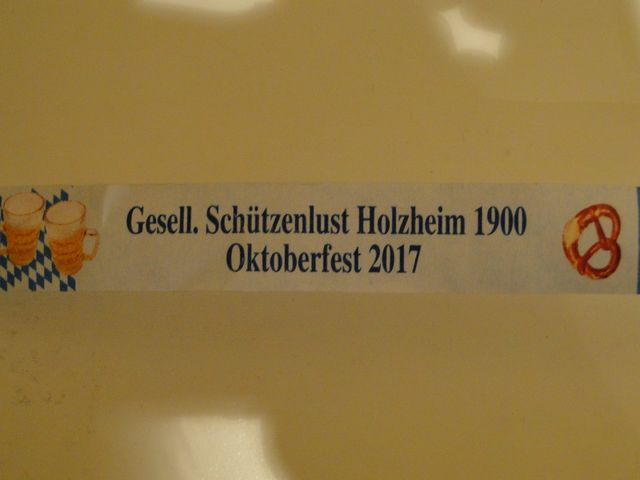 Gesell. Schützenlust Holzheim 1900
Oktoberfest 2017